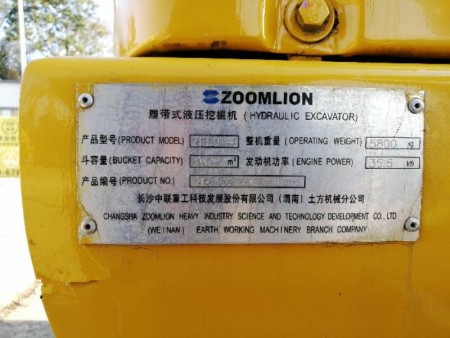 ZOOMLION
履带式液压挖掘机 ( HYDRAULIC EXCAVATOR )
产品型号 (PRODUCT MODEL) 整机重量 (OPERATING WEIGHT) 5800 kg
斗容量 (BUCKET CAPACITY) m³ 发动机功率 (ENGINE POWER) 35.5 kw
产品编号 (PRODUCT NO.)
长沙中联重工科技发展股份有限公司 (渭南) 土方机械分公司
CHANGSHA ZOOMLION HEAVY INDUSTRY SCIENCE AND TECHNOLOGY DEVELOPMENT CO., LTD
(WEINAN) EARTH WORKING MACHINERY BRANCH COMPANY